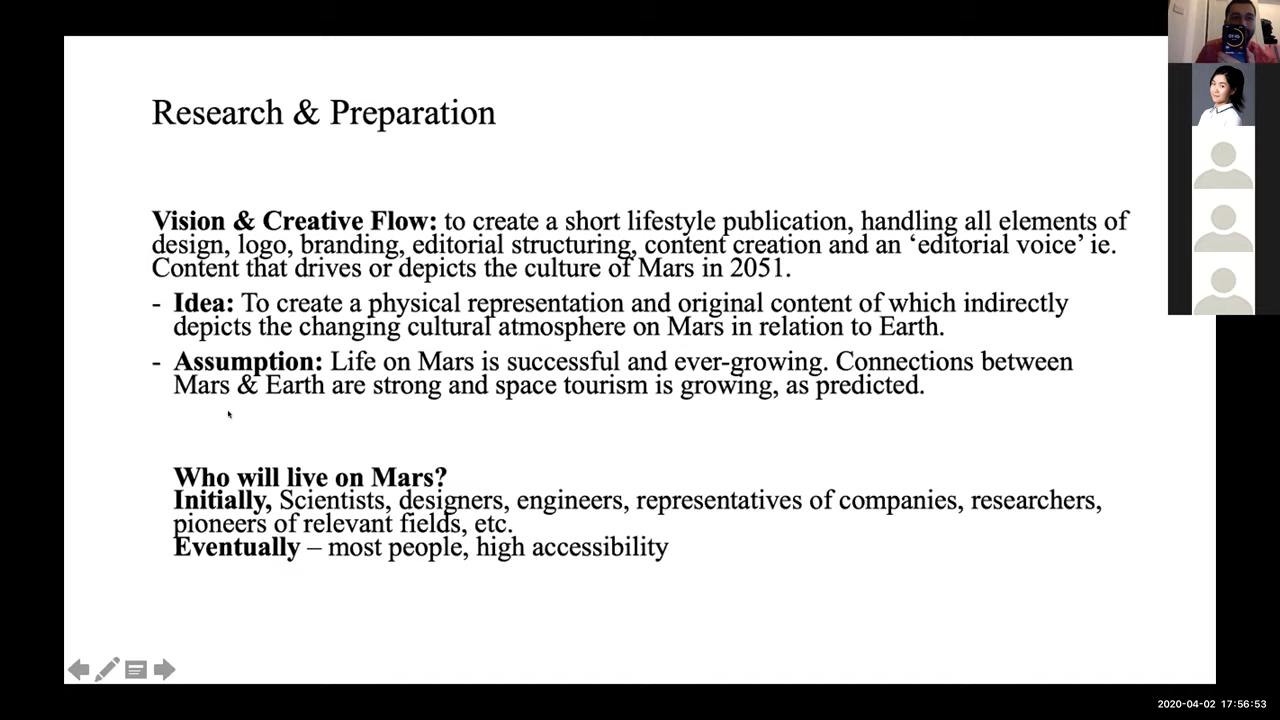 Research & Preparation
Vision & Creative Flow: to create a short lifestyle publication, handling all elements of
design, logo, branding, editorial structuring, content creation and an ‘editorial voice’ ie.
Content that drives or depicts the culture of Mars in 2051.
- Idea: To create a physical representation and original content of which indirectly
depicts the changing cultural atmosphere on Mars in relation to Earth.
- Assumption: Life on Mars is successful and ever-growing. Connections between
Mars & Earth are strong and space tourism is growing, as predicted.
Who will live on Mars?
Initially, Scientists, designers, engineers, representatives of companies, researchers,
pioneers of relevant fields, etc.
Eventually – most people, high accessibility
2020-04-02 17:56:53